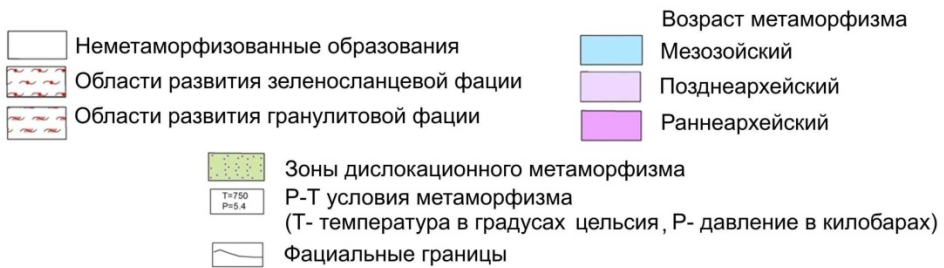 Возраст метаморфизма
Неметаморфизованные образования
Мезозойский
Области развития зеленосланцевой фации
Позднеархейский
Области развития гранулитовой фации
Раннеархейский
Зоны дислокационного метаморфизма
T=750
P=5.4
Р-Т условия метаморфизма
(Т- температура в градусах цельсия, Р- давление в килобарах)
Фациальные границы